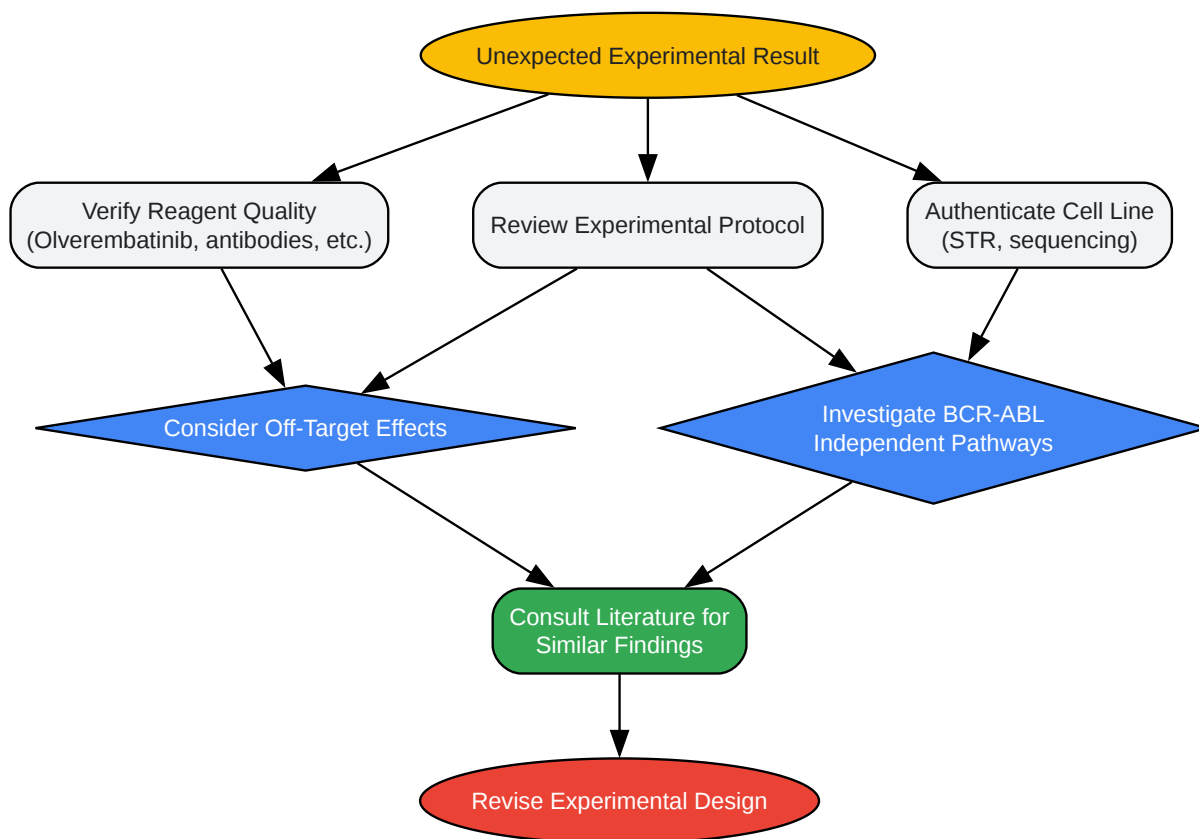 Unexpected Experimental Result
Verify Reagent Quality
(Olverembatinib, antibodies, etc.)
Review Experimental Protocol
Authenticate Cell Line
(STR, sequencing)
Consider Off-Target Effects
Investigate BCR-ABL
Independent Pathways
Consult Literature for
Similar Findings
Revise Experimental Design